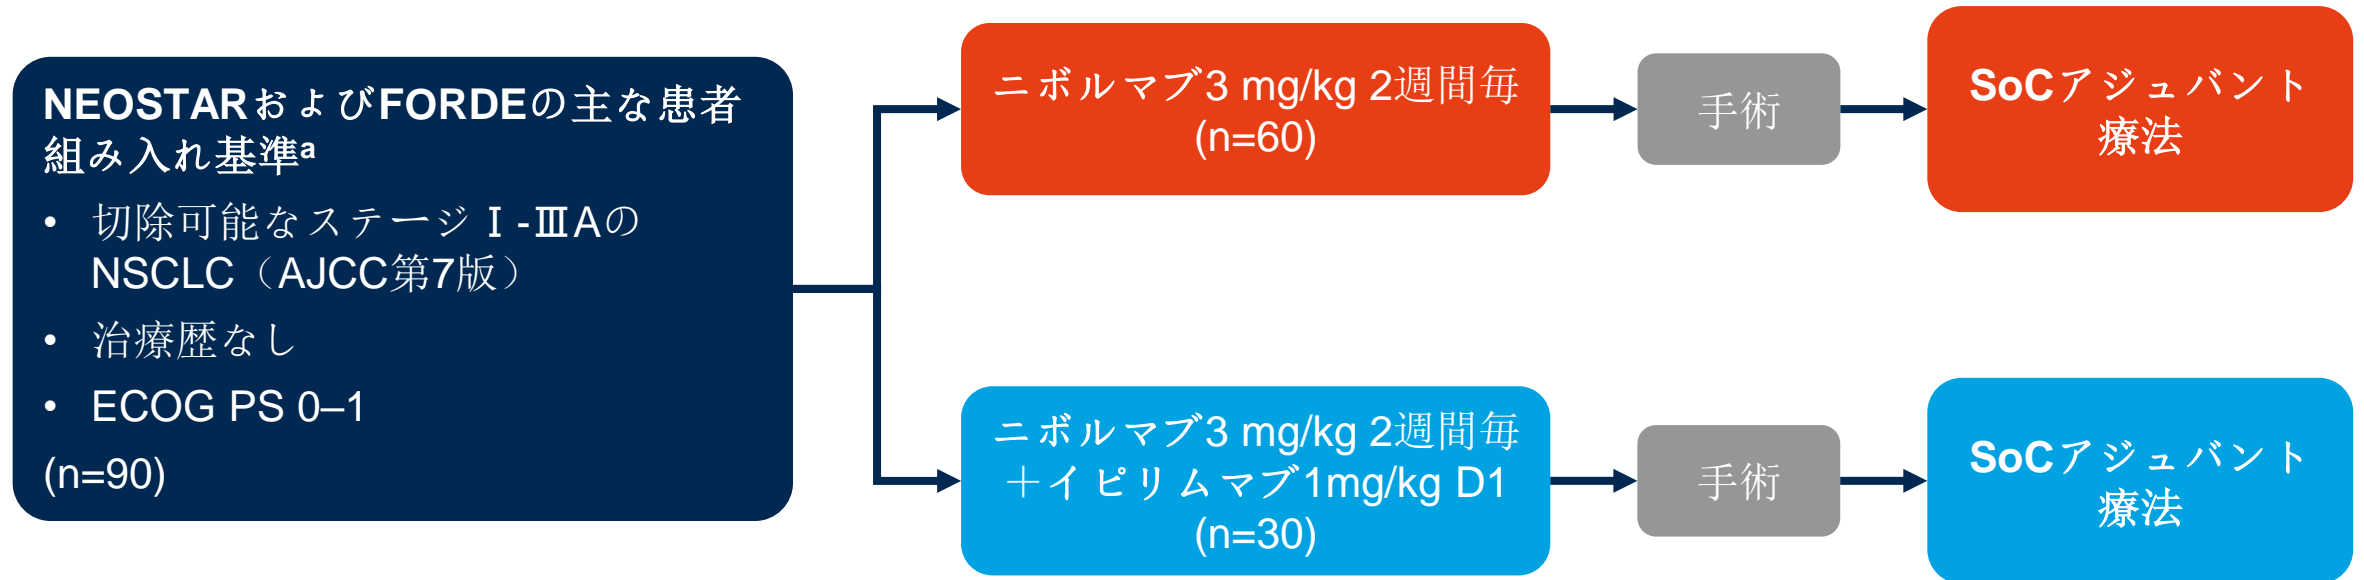 NEOSTARおよびFORDEの主な患者
組み入れ基準a
• 切除可能なステージⅠ-ⅢAの
NSCLC（AJCC第7版）
• 治療歴なし
• ECOG PS 0–1
(n=90)
ニボルマブ3 mg/kg 2週間毎
(n=60)
手術
SoCアジュバント
療法
ニボルマブ3 mg/kg 2週間毎
＋イピリムマブ1mg/kg D1
(n=30)
手術
SoCアジュバント
療法